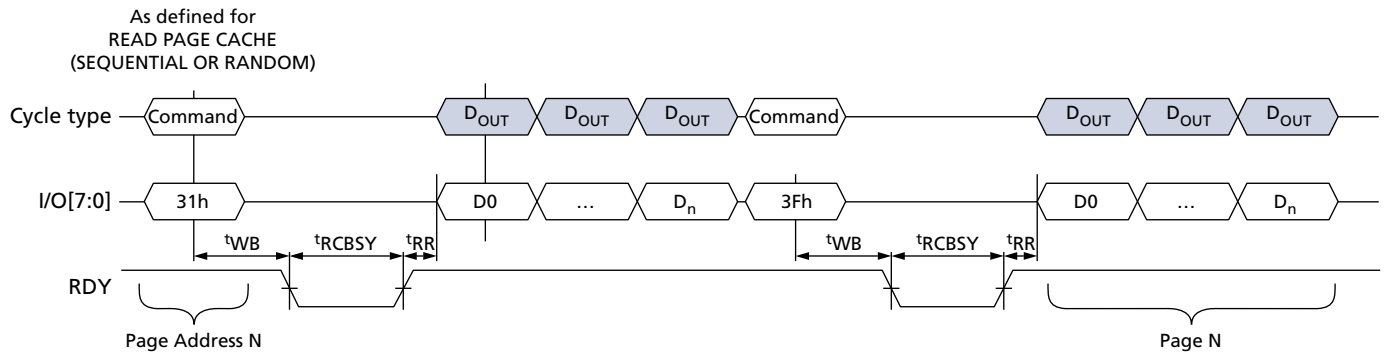 As defined for
READ PAGE CACHE
(SEQUENTIAL OR RANDOM)
Cycle type Command DOUT DOUT DOUT Command DOUT DOUT DOUT
I/O[7:0] 31h D0 ... Dn 3Fh D0 ... Dn
tWB tRCBSY tRR tWB tRCBSY tRR
RDY
Page Address N Page N